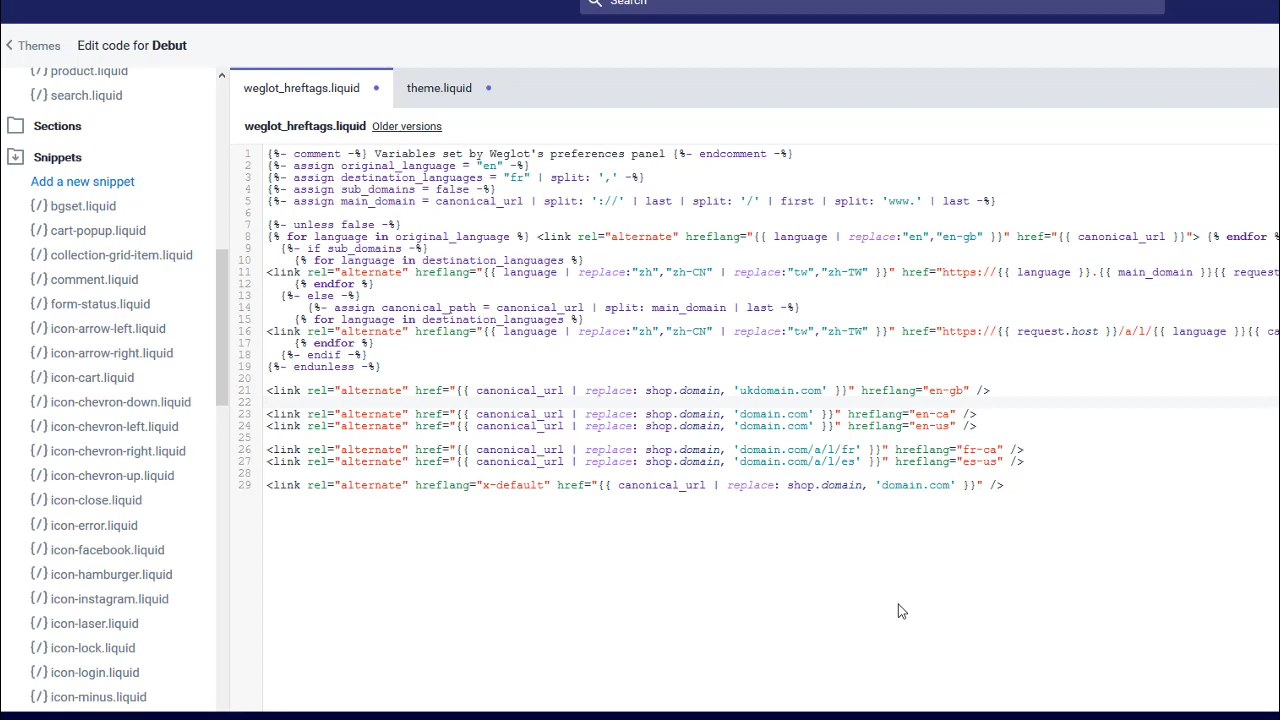 Search
Themes
Edit code for Debut
{/} product.liquid
{/} search.liquid
Sections
Snippets
Add a new snippet
{/} bgset.liquid
{/} cart-popup.liquid
{/} collection-grid-item.liquid
{/} comment.liquid
{/} form-status.liquid
{/} icon-arrow-left.liquid
{/} icon-arrow-right.liquid
{/} icon-cart.liquid
{/} icon-chevron-down.liquid
{/} icon-chevron-left.liquid
{/} icon-chevron-right.liquid
{/} icon-chevron-up.liquid
{/} icon-close.liquid
{/} icon-error.liquid
{/} icon-facebook.liquid
{/} icon-hamburger.liquid
{/} icon-instagram.liquid
{/} icon-laser.liquid
{/} icon-lock.liquid
{/} icon-login.liquid
{/} icon-minus.liquid
weglot_hreftags.liquid
theme.liquid
weglot_hreftags.liquid Older versions
1 {%- comment -%} Variables set by Weglot's preferences panel {%- endcomment -%}
2 {%- assign original_language = "en" -%}
3 {%- assign destination_languages = "fr" | split: ',' -%}
4 {%- assign sub_domains = false -%}
5 {%- assign main_domain = canonical_url | split: '://' | last | split: '/' | first | split: 'www.' | last -%}
6
7 {%- unless false -%}
8 {% for language in original_language %} <link rel="alternate" hreflang="{{ language | replace:"en","en-gb" }}" href="{{ canonical_url }}"> {% endfor %
9 {%- if sub_domains -%}
10 {% for language in destination_languages %}
11 <link rel="alternate" hreflang="{{ language | replace:"zh","zh-CN" | replace:"tw","zh-TW" }}" href="https://{{ language }}.{{ main_domain }}{{ request
12 {% endfor %}
13 {%- else -%}
14 {%- assign canonical_path = canonical_url | split: main_domain | last -%}
15 {% for language in destination_languages %}
16 <link rel="alternate" hreflang="{{ language | replace:"zh","zh-CN" | replace:"tw","zh-TW" }}" href="https://{{ request.host }}/a/l/{{ language }}{{ ca
17 {% endfor %}
18 {%- endif -%}
19 {%- endunless -%}
20
21 <link rel="alternate" href="{{ canonical_url | replace: shop.domain, 'ukdomain.com' }}" hreflang="en-gb" />
22
23 <link rel="alternate" href="{{ canonical_url | replace: shop.domain, 'domain.com' }}" hreflang="en-ca" />
24 <link rel="alternate" href="{{ canonical_url | replace: shop.domain, 'domain.com' }}" hreflang="en-us" />
25
26 <link rel="alternate" href="{{ canonical_url | replace: shop.domain, 'domain.com/a/l/fr' }}" hreflang="fr-ca" />
27 <link rel="alternate" href="{{ canonical_url | replace: shop.domain, 'domain.com/a/l/es' }}" hreflang="es-us" />
28
29 <link rel="alternate" hreflang="x-default" href="{{ canonical_url | replace: shop.domain, 'domain.com' }}" />